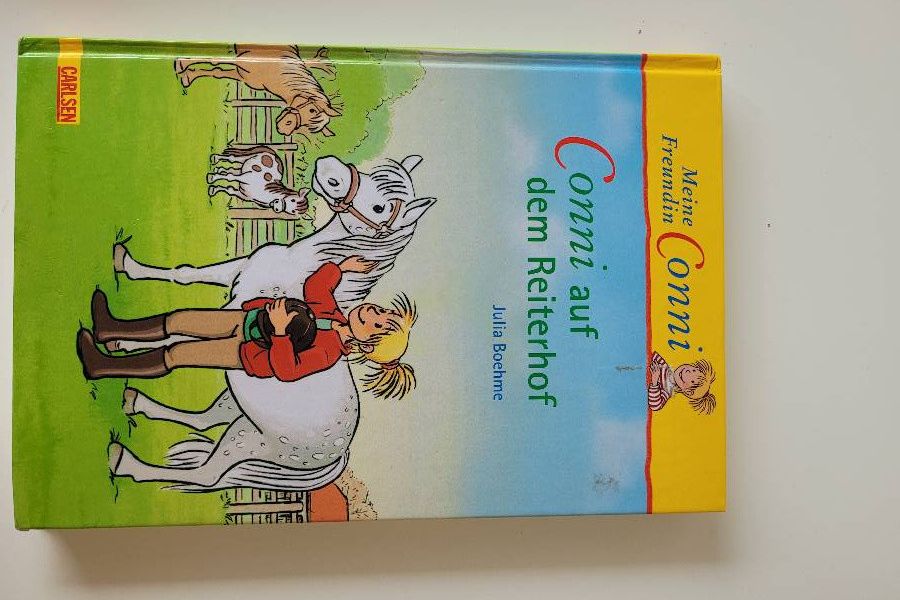 Meine
Freundin Conni
Conni auf
dem Reiterhof
Julia Boehme
CARLSEN